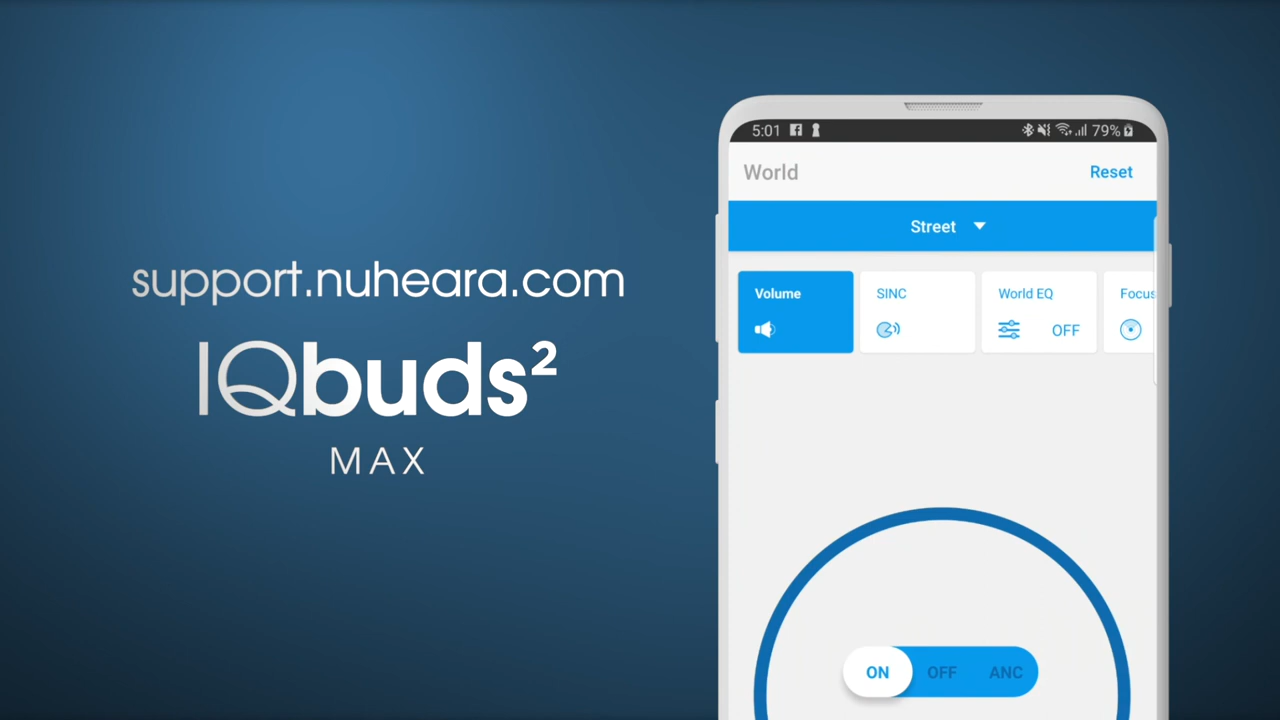 support.nuheara.com
IQbuds²
MAX
5:01 79%
World Reset
Street
Volume SINC World EQ Focus
OFF
ON OFF ANC